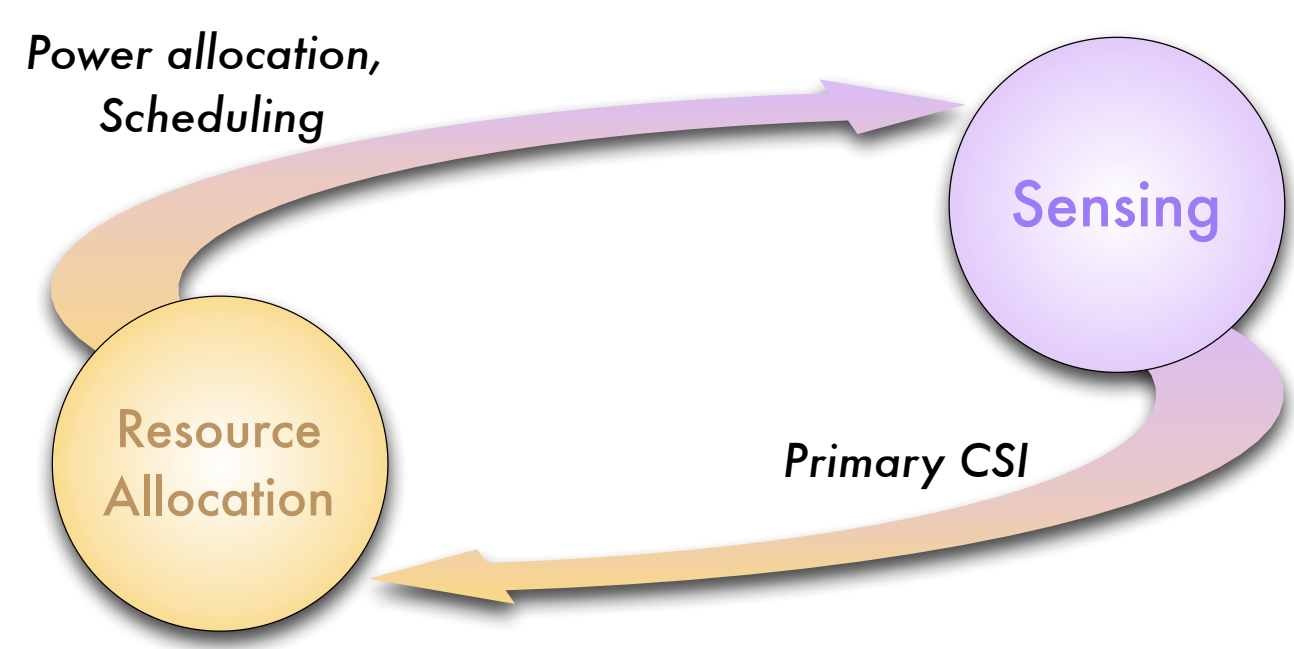 Power allocation,
Scheduling
Sensing
Resource
Allocation
Primary CSI